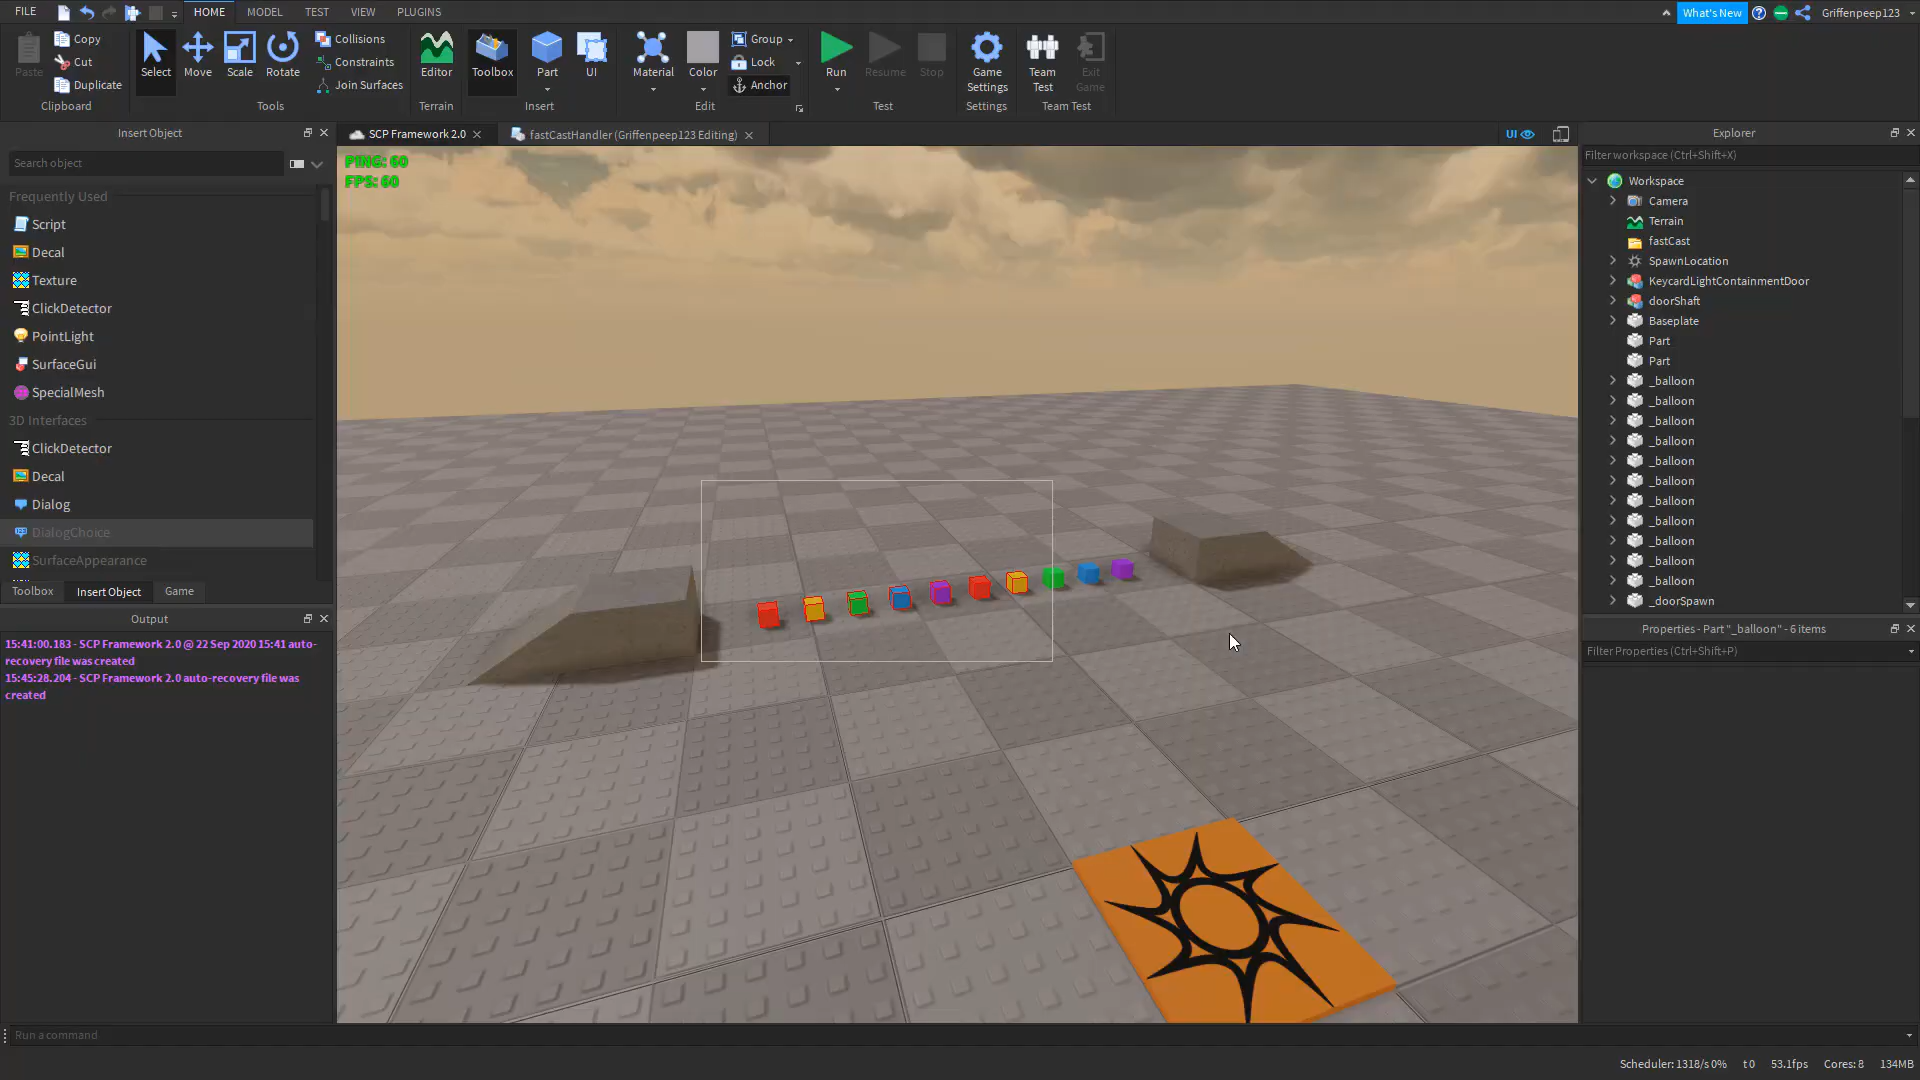 FILE
HOME
MODEL
TEST
VIEW
PLUGINS
What's New
Griffenpeep123
Paste
Copy
Cut
Duplicate
Clipboard
Select
Move
Scale
Rotate
Collisions
Constraints
Join Surfaces
Tools
Editor
Terrain
Toolbox
Part
UI
Insert
Material
Color
Group
Lock
Anchor
Edit
Run
Resume
Stop
Test
Game
Settings
Settings
Team
Test
Exit
Game
Team Test
Insert Object
Search object
Frequently Used
Script
Decal
Texture
ClickDetector
PointLight
SurfaceGui
SpecialMesh
3D Interfaces
ClickDetector
Decal
Dialog
DialogChoice
SurfaceAppearance
Toolbox
Insert Object
Game
Output
15:41:00.183 - SCP Framework 2.0 @ 22 Sep 2020 15:41 auto-
recovery file was created
15:45:28.204 - SCP Framework 2.0 auto-recovery file was
created
SCP Framework 2.0
fastCastHandler (Griffenpeep123 Editing)
UI
PING: 60
FPS: 60
Explorer
Filter workspace (Ctrl+Shift+X)
Workspace
Camera
Terrain
fastCast
SpawnLocation
KeycardLightContainmentDoor
doorShaft
Baseplate
Part
Part
_balloon
_balloon
_balloon
_balloon
_balloon
_balloon
_balloon
_balloon
_balloon
_balloon
_balloon
_doorSpawn
Properties - Part "_balloon" - 6 items
Filter Properties (Ctrl+Shift+P)
Run a command
Scheduler: 1318/s 0%
t 0
53.1fps
Cores: 8
134MB